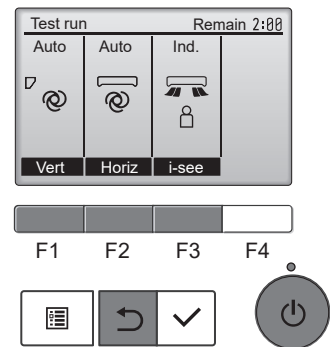 Test run Remain 2:00
Auto Auto Ind.
Vert Horiz i-see
F1 F2 F3 F4